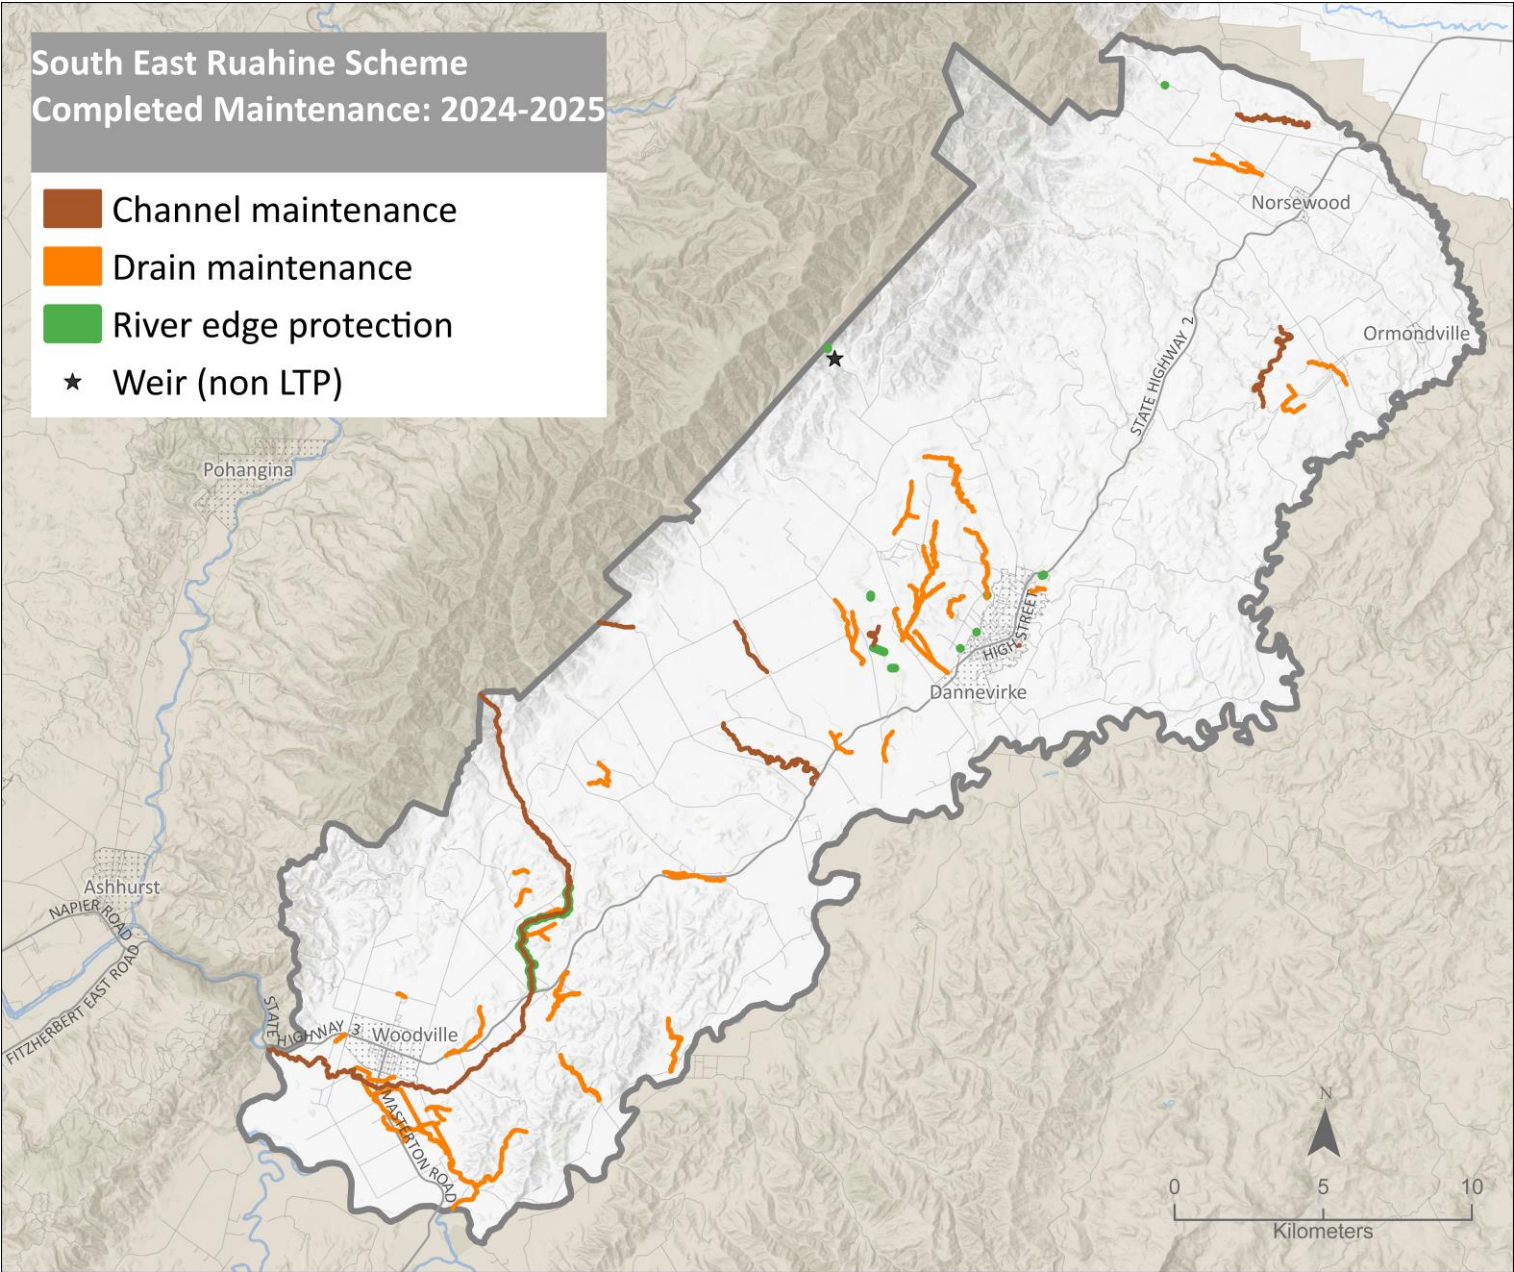 South East Ruahine Scheme
Completed Maintenance: 2024-2025
Channel maintenance
Drain maintenance
River edge protection
Weir (non LTP)
Norsewood
Ormondville
STATE HIGHWAY 2
Pohangina
HIGH STREET
Dannevirke
Ashhurst
NAPIER ROAD
FITZHERBERT EAST ROAD
STATE
HIGHWAY 3
Woodville
MASTERTON ROAD
N
0 5 10
Kilometers